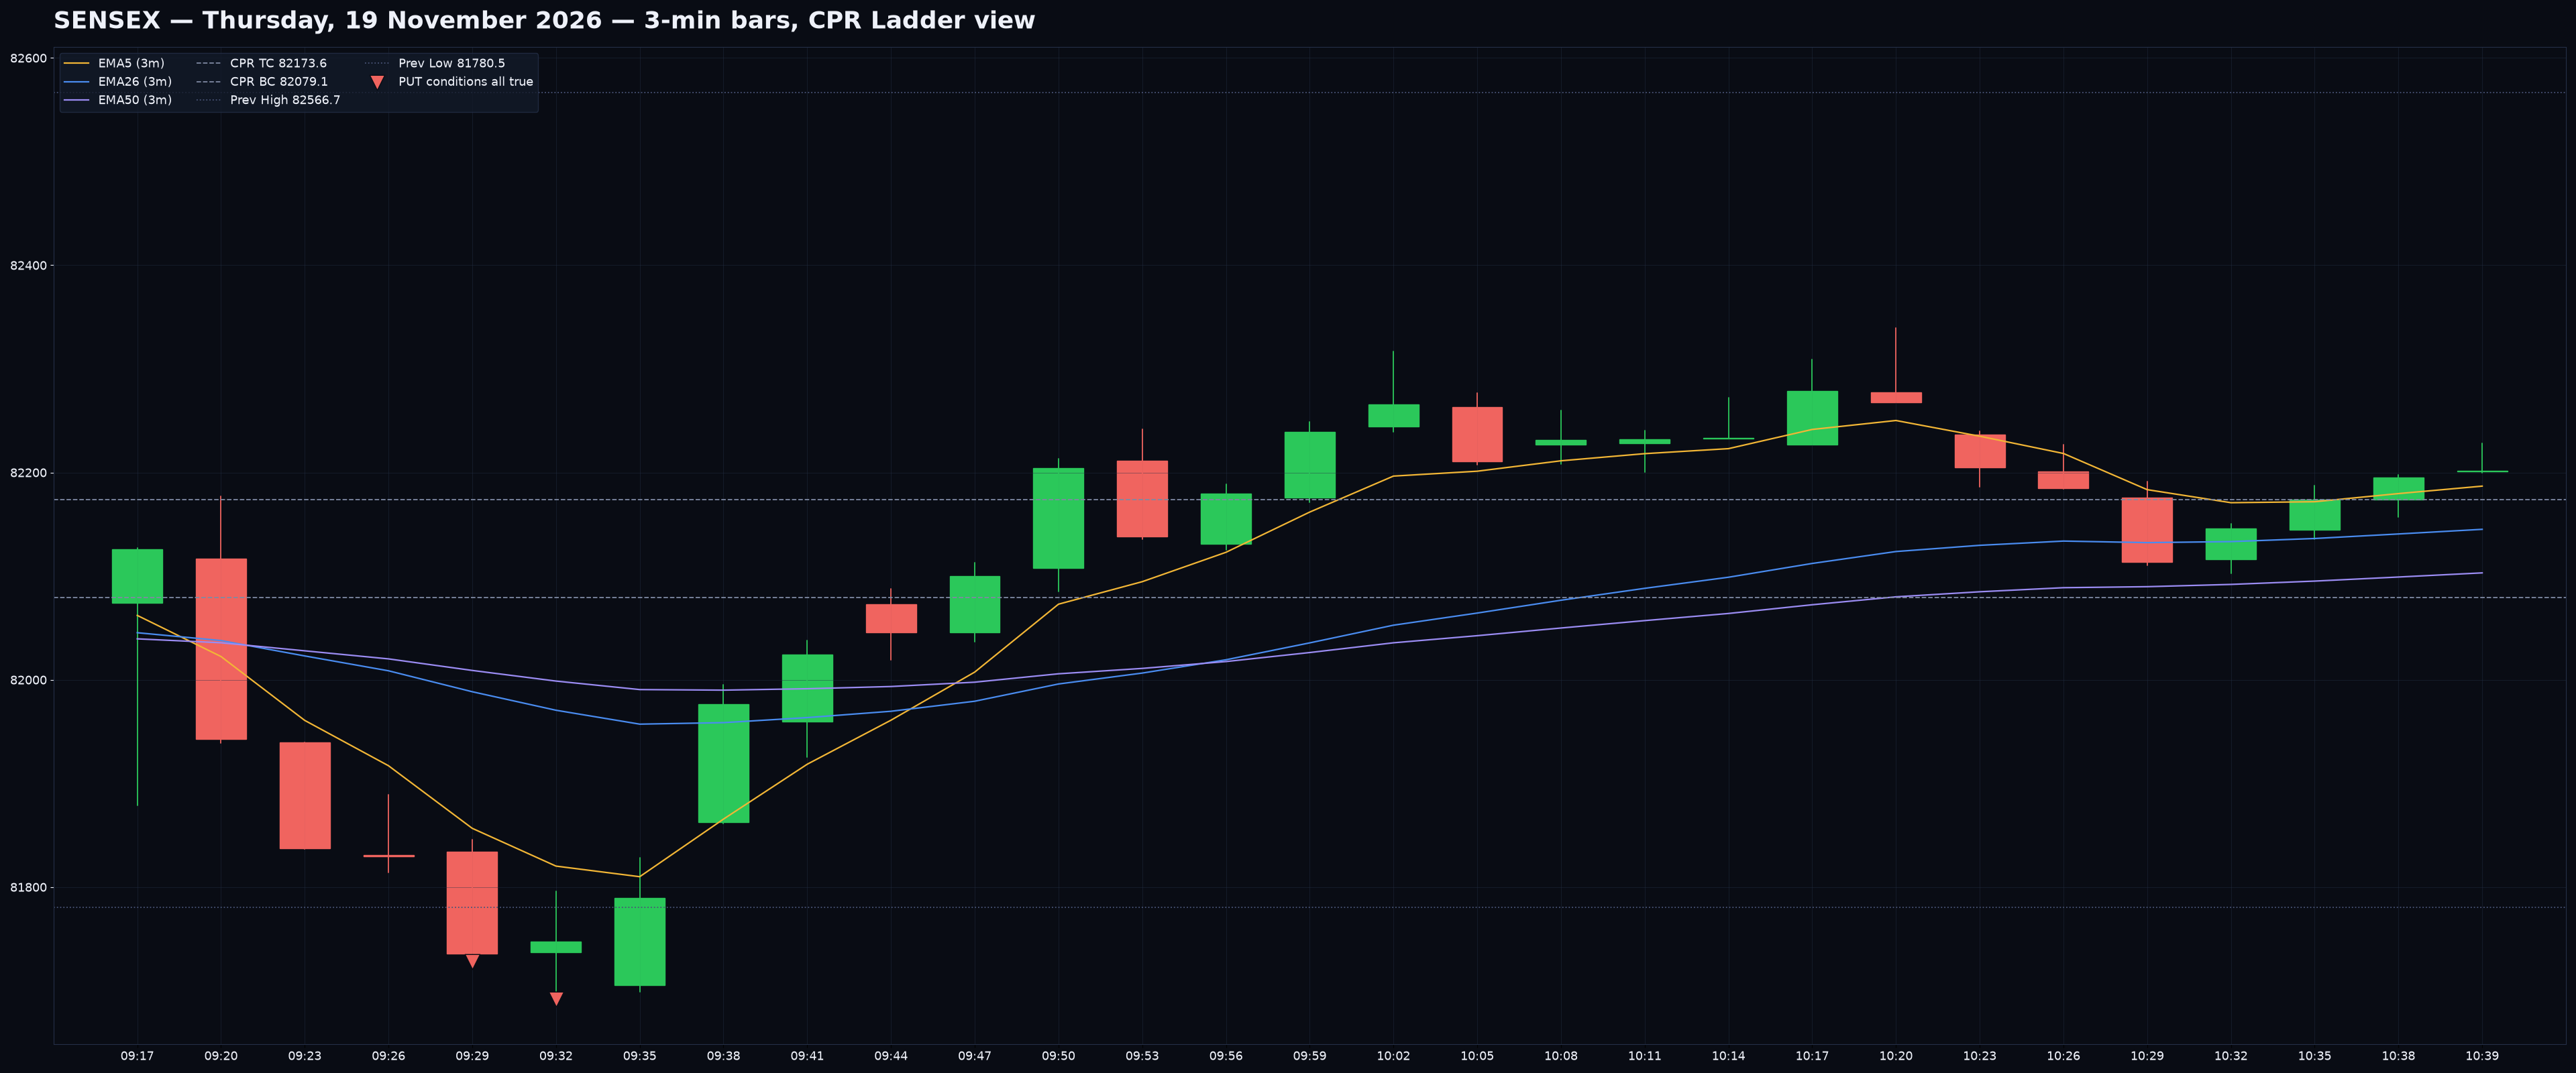 SENSEX — Thursday, 19 November 2026 — 3-min bars, CPR Ladder view
EMA5 (3m) CPR TC 82173.6 Prev Low 81780.5
EMA26 (3m) CPR BC 82079.1 PUT conditions all true
EMA50 (3m) Prev High 82566.7
82600
82400
82200
82000
81800
09:17 09:20 09:23 09:26 09:29 09:32 09:35 09:38 09:41 09:44 09:47 09:50 09:53 09:56 09:59 10:02 10:05 10:08 10:11 10:14 10:17 10:20 10:23 10:26 10:29 10:32 10:35 10:38 10:39